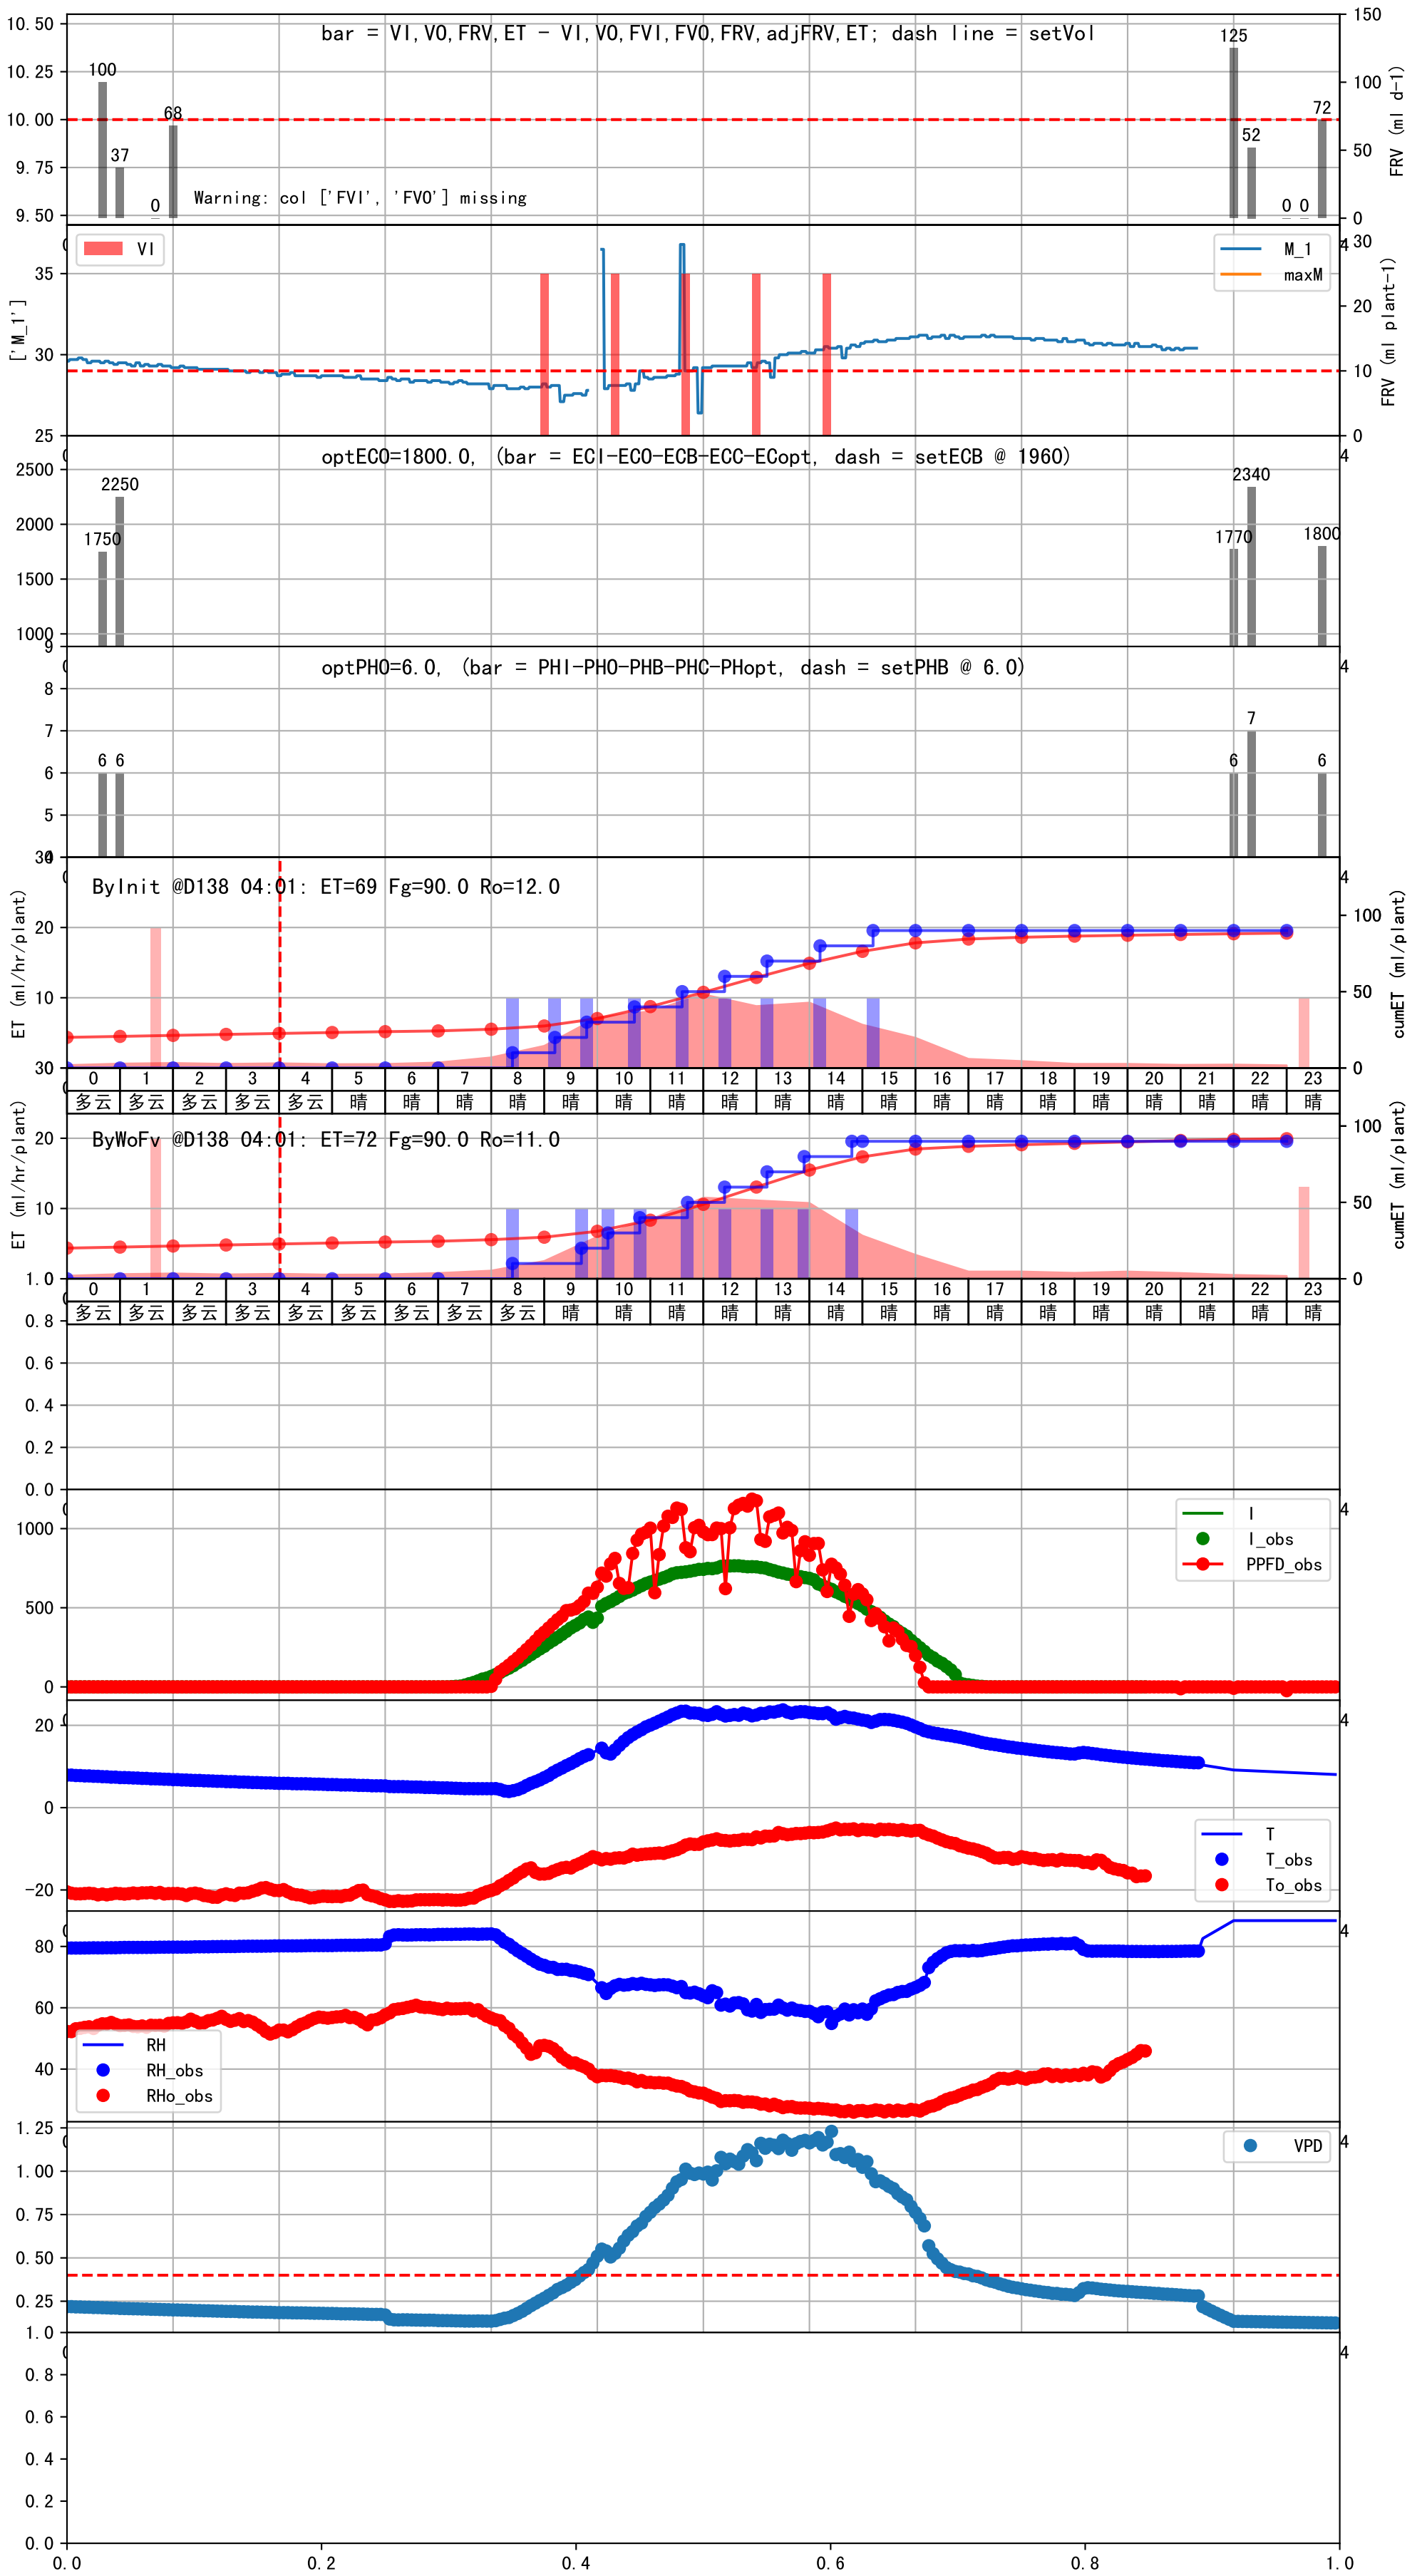 bar = VI,VO,FRV,ET - VI,VO,FVI,FVO,FRV,adjFRV,ET; dash line = setVol
10.50
10.25
10.00
9.75
9.50
150
100
50
0
FRV (ml d-1)
100
37
0
68
125
52
0
0
72
Warning: col ['FVI', 'FVO'] missing
VI
M_1
maxM
['M_1']
35
30
25
4
30
20
10
0
FRV (ml plant-1)
optECO=1800.0, (bar = ECI-ECO-ECB-ECC-ECopt, dash = setECB @ 1960)
2500
2000
1500
1000
4
1750
2250
1770
2340
1800
optPHO=6.0, (bar = PHI-PHO-PHB-PHC-PHopt, dash = setPHB @ 6.0)
9
8
7
6
5
4
4
6
6
6
7
6
ByInit @D138 04:01: ET=69 Fg=90.0 Ro=12.0
ET (ml/hr/plant)
30
20
10
4
100
50
0
cumET (ml/plant)
0 1 2 3 4 5 6 7 8 9 10 11 12 13 14 15 16 17 18 19 20 21 22 23
多云 多云 多云 多云 多云 晴 晴 晴 晴 晴 晴 晴 晴 晴 晴 晴 晴 晴 晴 晴 晴 晴 晴 晴
ByWoFv @D138 04:01: ET=72 Fg=90.0 Ro=11.0
ET (ml/hr/plant)
30
20
10
100
50
0
cumET (ml/plant)
0 1 2 3 4 5 6 7 8 9 10 11 12 13 14 15 16 17 18 19 20 21 22 23
多云 多云 多云 多云 多云 多云 多云 多云 多云 晴 晴 晴 晴 晴 晴 晴 晴 晴 晴 晴 晴 晴 晴 晴
1.0
0.8
0.6
0.4
0.2
0.0
4
1000
500
0
I
I_obs
PPFD_obs
4
20
0
-20
T
T_obs
To_obs
4
80
60
40
RH
RH_obs
RHo_obs
4
1.25
1.00
0.75
0.50
0.25
VPD
4
1.0
0.8
0.6
0.4
0.2
0.0
0.0 0.2 0.4 0.6 0.8 1.0